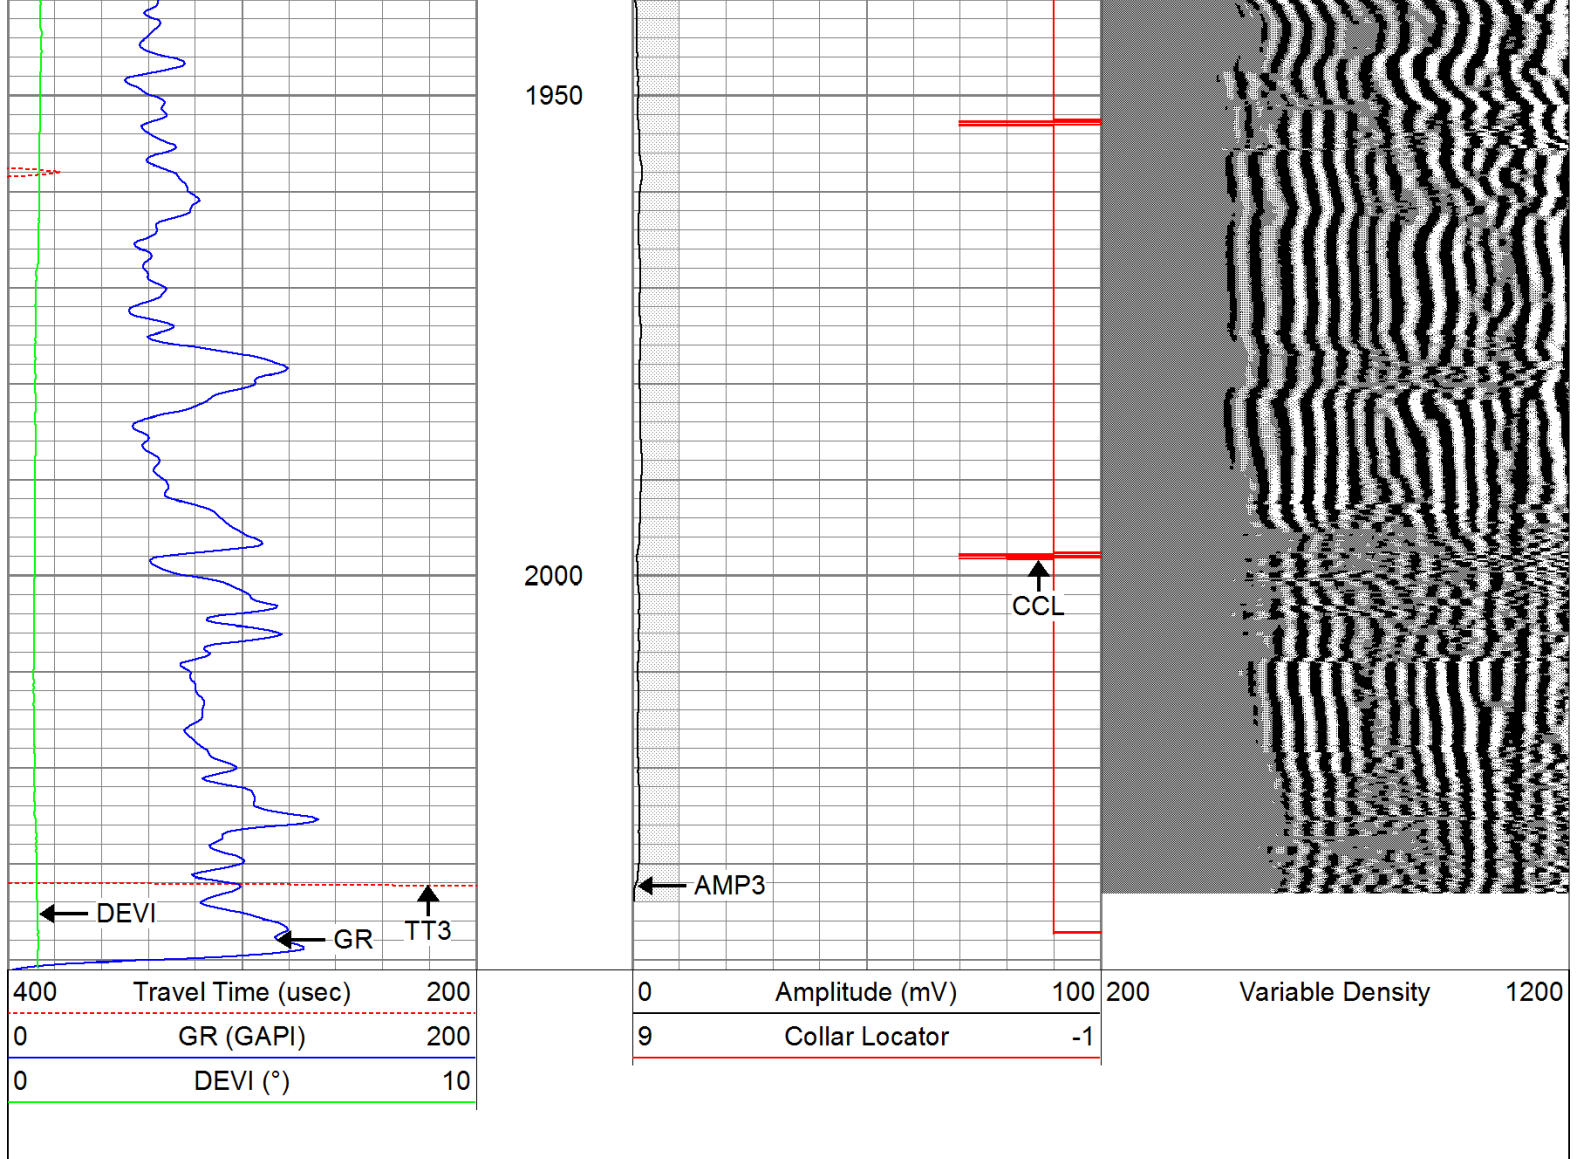 1950
2000
CCL
AMP3
DEVI
TT3
GR
400 Travel Time (usec) 200
0 GR (GAPI) 200
0 DEVI (°) 10
0 Amplitude (mV) 100
9 Collar Locator -1
200 Variable Density 1200